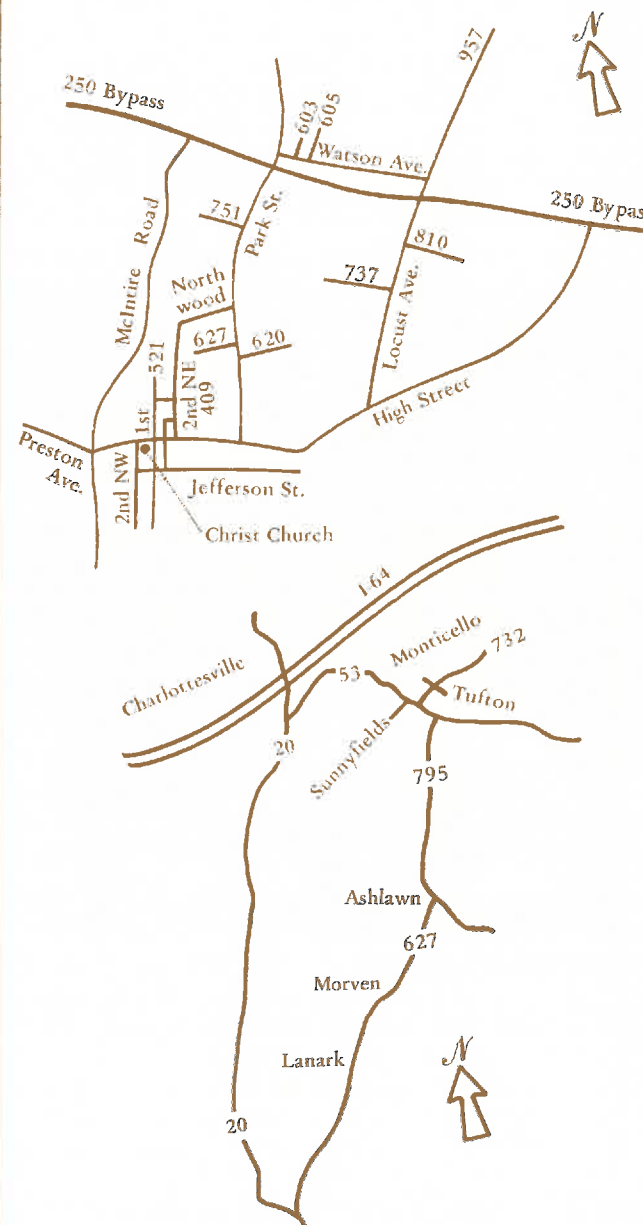 N
957
250 Bypass
603
605
Watson Ave.
751
Park St.
250 Bypas
810
737
McIntire Road
North
wood
Locust Ave.
627
620
521
2nd NE
409
1st
High Street
Preston
Ave.
2nd NW
Jefferson St.
Christ Church
I-64
Monticello
732
Charlottesville
53
Tufton
Sunnyfields
20
795
Ashlawn
627
Morven
Lanark
N
20